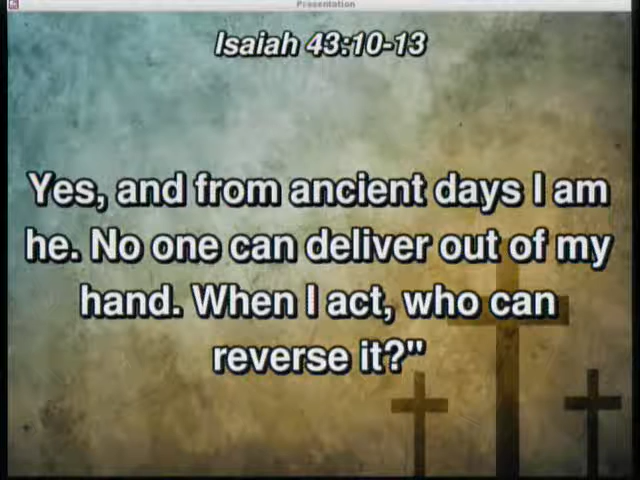 Presentation
Isaiah 43:10-13
Yes, and from ancient days I am
he. No one can deliver out of my
hand. When I act, who can
reverse it?"